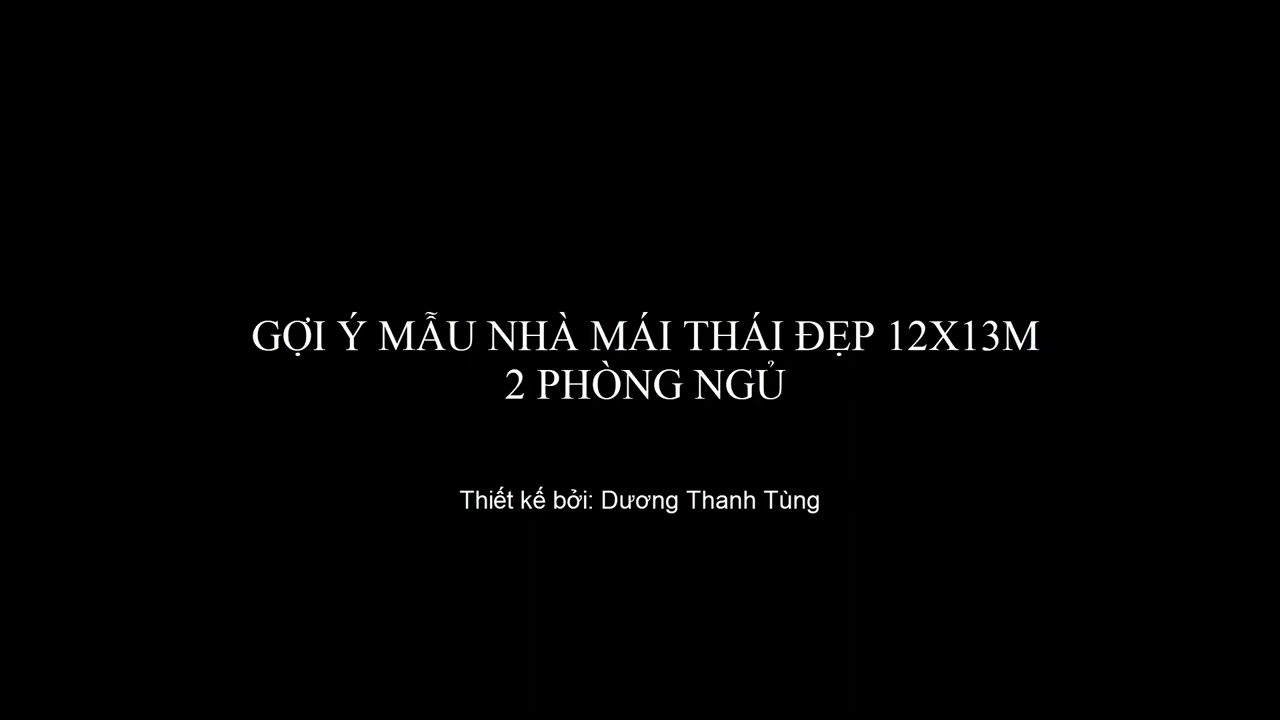 GỢI Ý MẪU NHÀ MÁI THÁI ĐẸP 12X13M
2 PHÒNG NGỦ
Thiết kế bởi: Dương Thanh Tùng